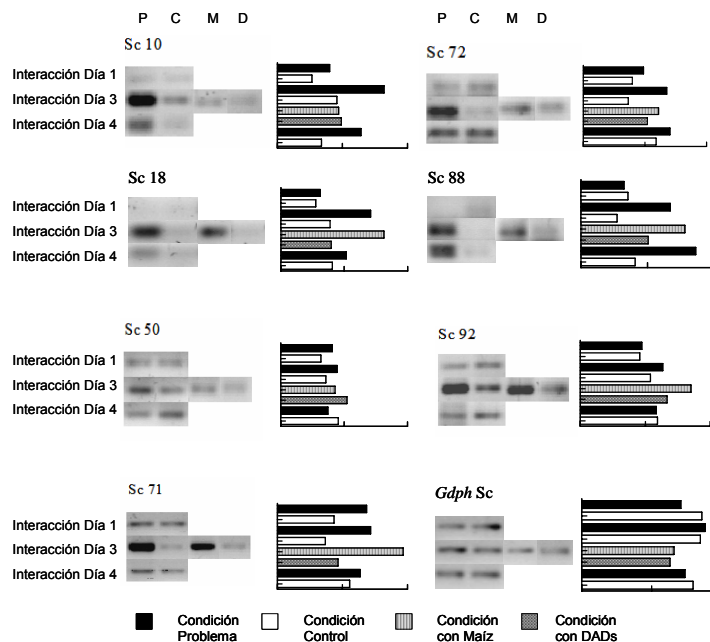 P C M D P C M D
Sc 10 Sc 72
Interacción Día 1
Interacción Día 3
Interacción Día 4
Sc 18 Sc 88
Interacción Día 1
Interacción Día 3
Interacción Día 4
Sc 50 Sc 92
Interacción Día 1
Interacción Día 3
Interacción Día 4
Sc 71 Gdph Sc
Interacción Día 1
Interacción Día 3
Interacción Día 4
Condición Problema
Condición Control
Condición con Maíz
Condición con DADs